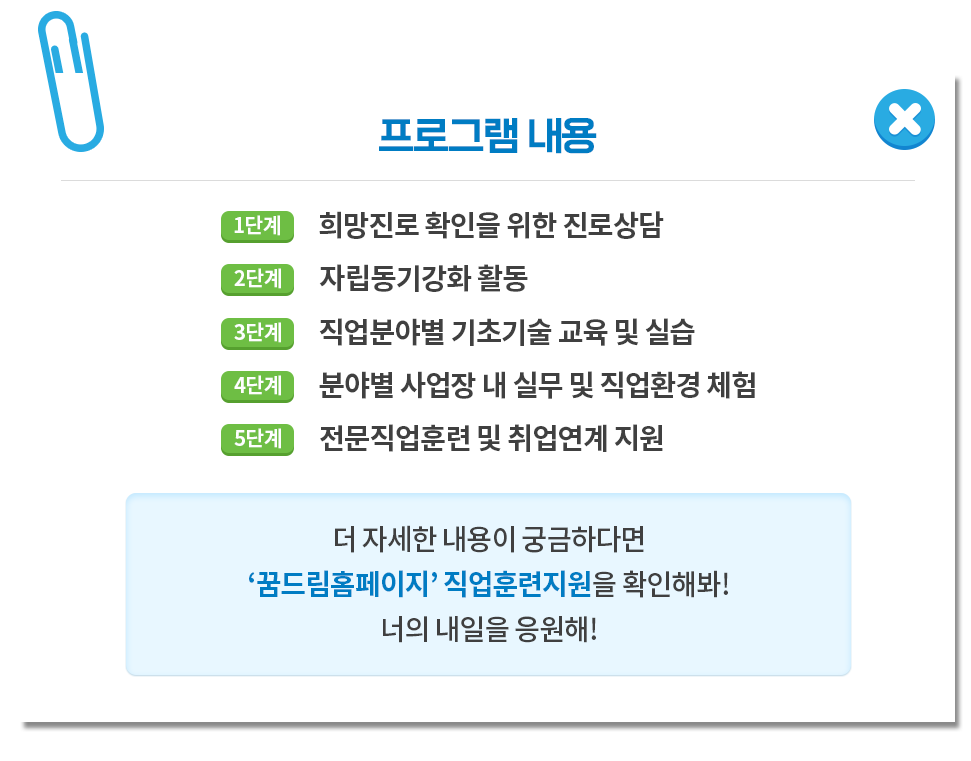 프로그램 내용
1단계 희망진로 확인을 위한 진로상담
2단계 자립동기강화 활동
3단계 직업분야별 기초기술 교육 및 실습
4단계 분야별 사업장 내 실무 및 직업환경 체험
5단계 전문직업훈련 및 취업연계 지원
더 자세한 내용이 궁금하다면
‘꿈드림홈페이지’ 직업훈련지원을 확인해봐!
너의 내일을 응원해!